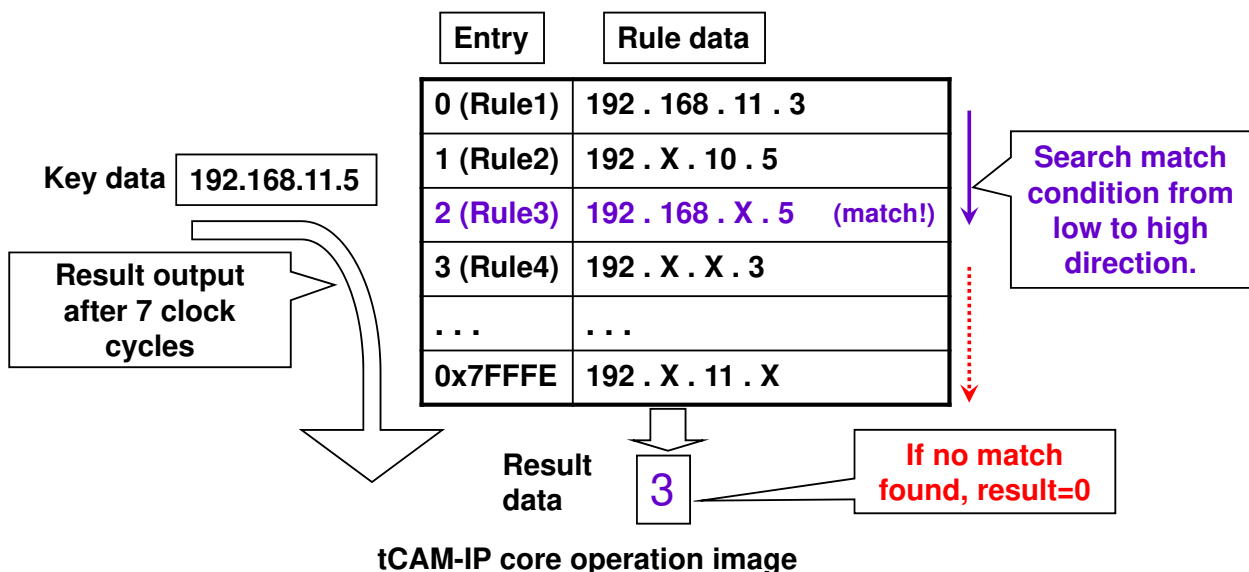 Entry Rule data
0 (Rule1) 192 . 168 . 11 . 3
1 (Rule2) 192 . X . 10 . 5
2 (Rule3) 192 . 168 . X . 5 (match!)
3 (Rule4) 192 . X . X . 3
. . . . . .
0x7FFFE 192 . X . 11 . X
Key data 192.168.11.5
Result output
after 7 clock
cycles
Search match
condition from
low to high
direction.
Result
data
3
If no match
found, result=0
tCAM-IP core operation image